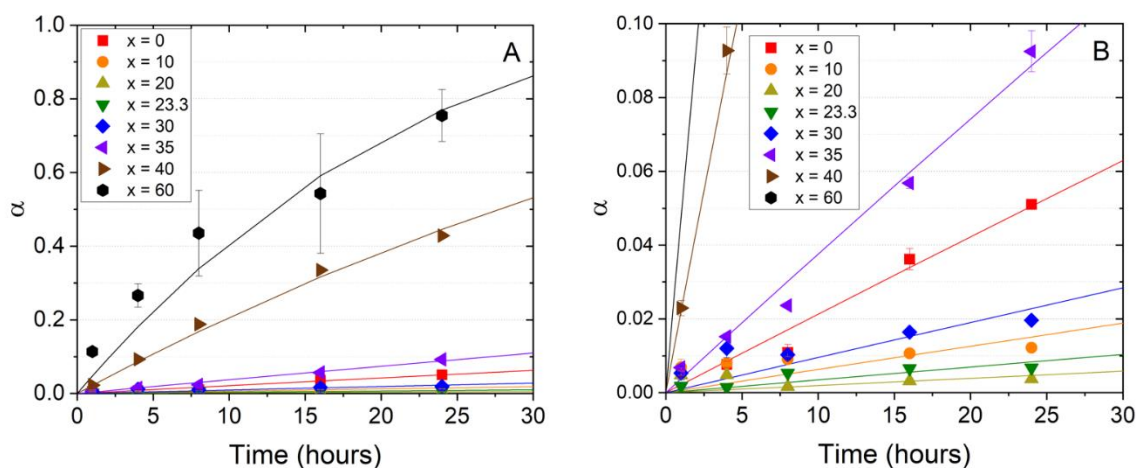 A
1.0
0.8
0.6
0.4
0.2
0.0
α
x = 0
x = 10
x = 20
x = 23.3
x = 30
x = 35
x = 40
x = 60
0 5 10 15 20 25 30
Time (hours)
B
0.10
0.08
0.06
0.04
0.02
0.00
α
x = 0
x = 10
x = 20
x = 23.3
x = 30
x = 35
x = 40
x = 60
0 5 10 15 20 25 30
Time (hours)